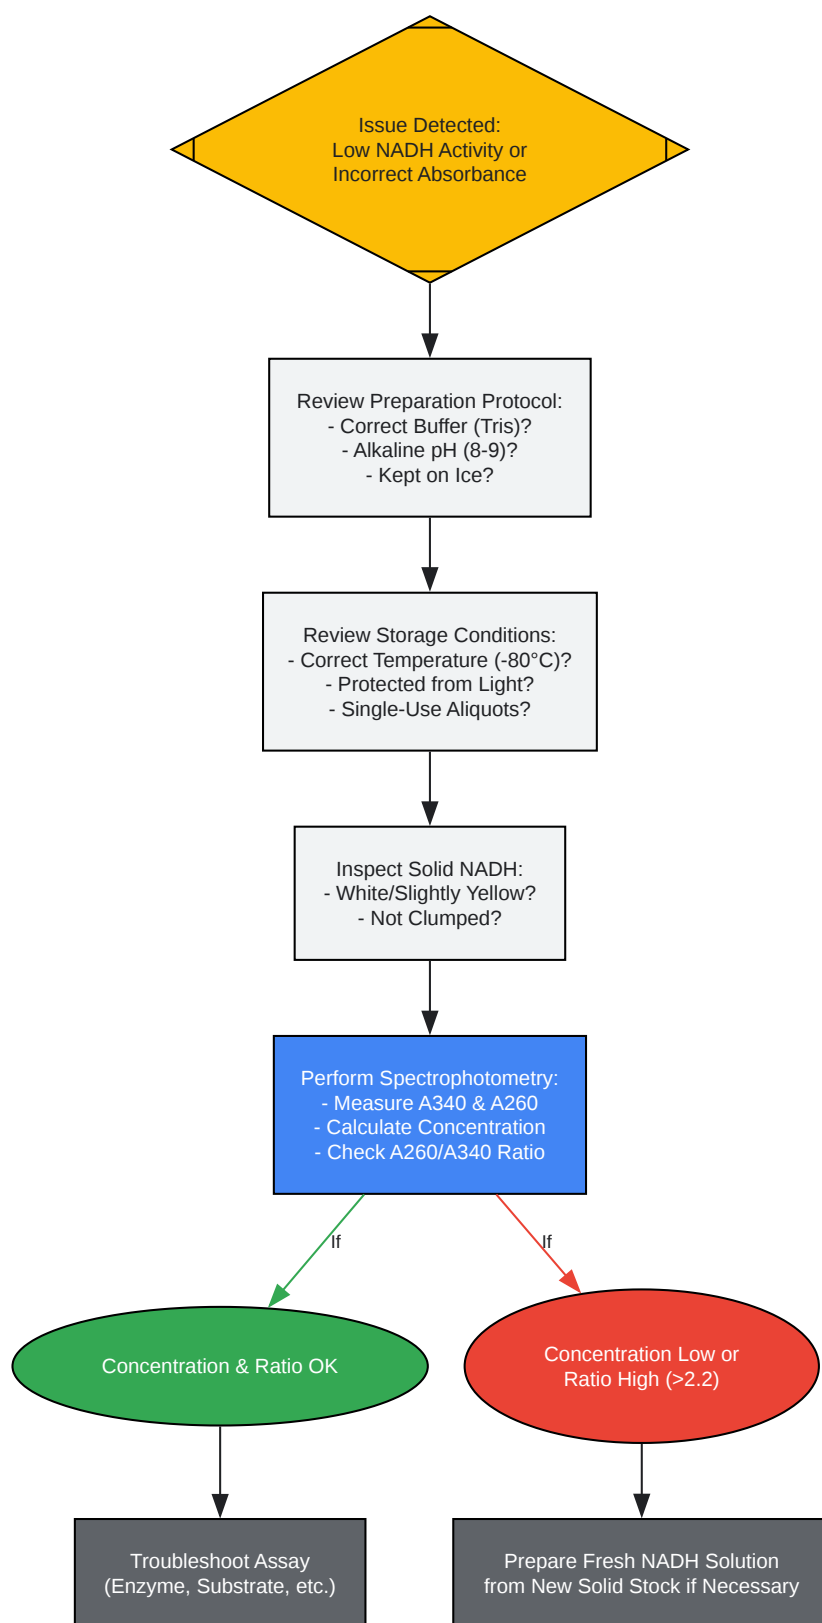 Issue Detected:
Low NADH Activity or
Incorrect Absorbance
Review Preparation Protocol:
- Correct Buffer (Tris)?
- Alkaline pH (8-9)?
- Kept on Ice?
Review Storage Conditions:
- Correct Temperature (-80°C)?
- Protected from Light?
- Single-Use Aliquots?
Inspect Solid NADH:
- White/Slightly Yellow?
- Not Clumped?
Perform Spectrophotometry:
- Measure A340 & A260
- Calculate Concentration
- Check A260/A340 Ratio
If
If
Concentration & Ratio OK
Concentration Low or
Ratio High (>2.2)
Troubleshoot Assay
(Enzyme, Substrate, etc.)
Prepare Fresh NADH Solution
from New Solid Stock if Necessary